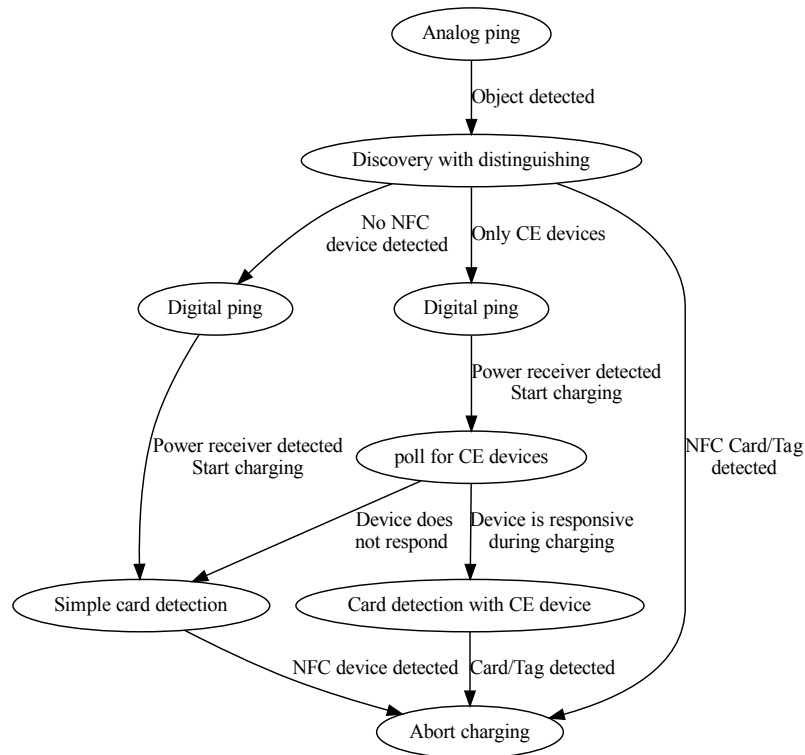 Analog ping
Object detected
Discovery with distinguishing
No NFC
device detected
Only CE devices
Digital ping
Digital ping
Power receiver detected
Start charging
Power receiver detected
Start charging
NFC Card/Tag
detected
poll for CE devices
Device does
not respond
Device is responsive
during charging
Simple card detection
Card detection with CE device
NFC device detected
Card/Tag detected
Abort charging